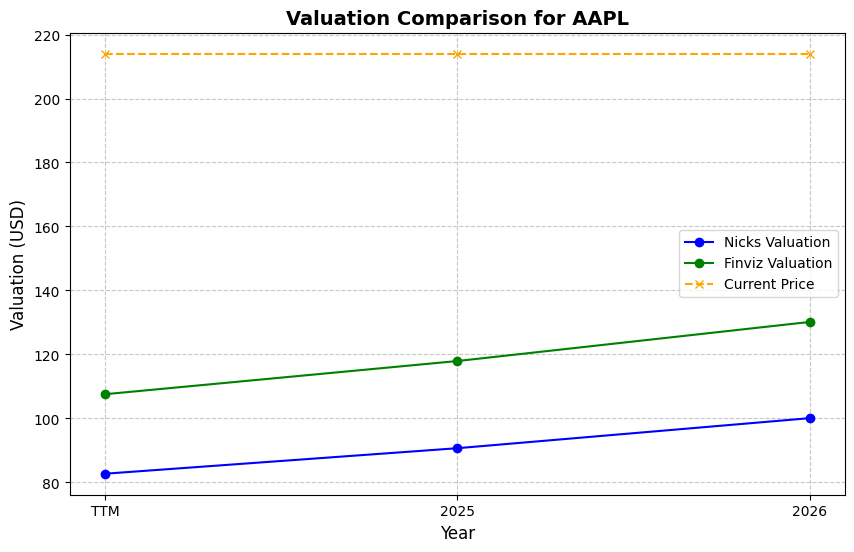 Valuation Comparison for AAPL
220
200
180
160
140
120
100
80
Valuation (USD)
Nicks Valuation
Finviz Valuation
Current Price
TTM 2025 2026
Year